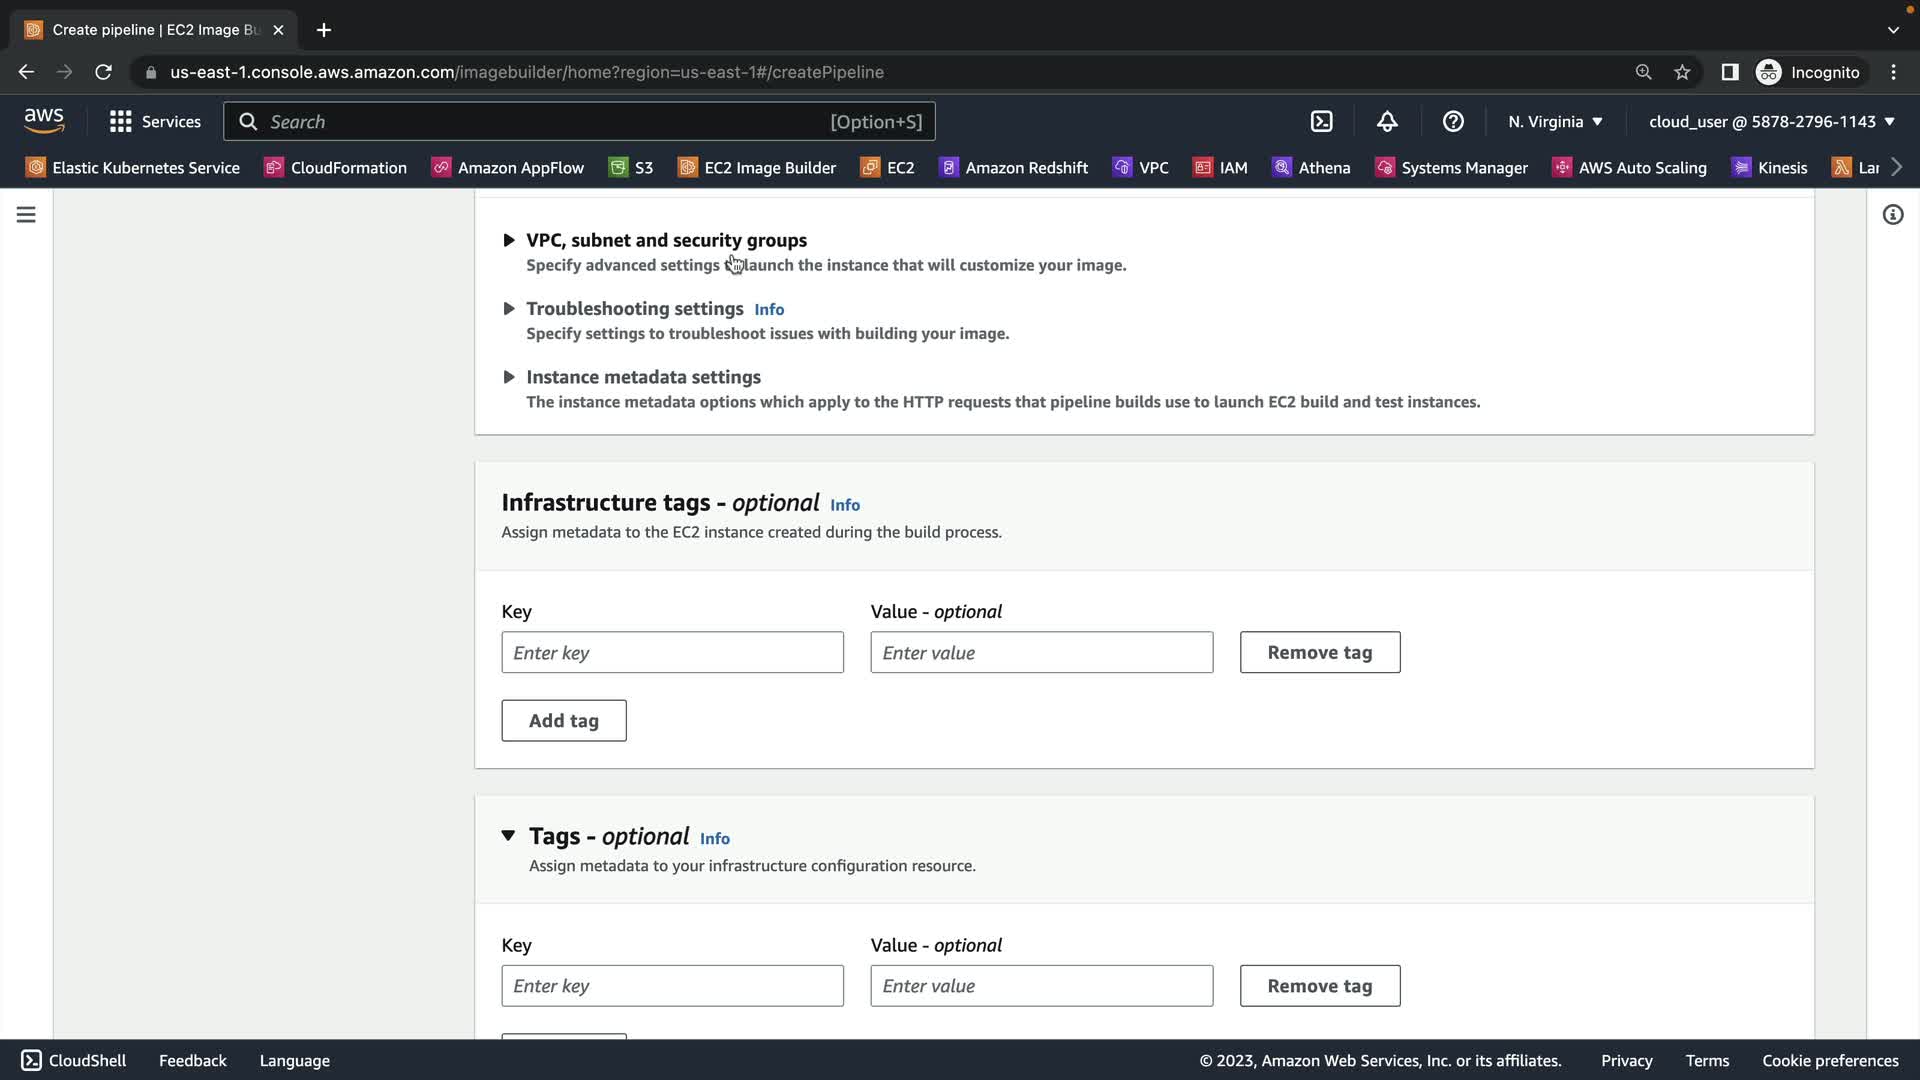 Create pipeline | EC2 Image Bu
us-east-1.console.aws.amazon.com/imagebuilder/home?region=us-east-1#/createPipeline
Incognito
aws
Services
Search
[Option+S]
N. Virginia
cloud_user @ 5878-2796-1143
Elastic Kubernetes Service
CloudFormation
Amazon AppFlow
S3
EC2 Image Builder
EC2
Amazon Redshift
VPC
IAM
Athena
Systems Manager
AWS Auto Scaling
Kinesis
Lar
VPC, subnet and security groups
Specify advanced settings launch the instance that will customize your image.
Troubleshooting settings Info
Specify settings to troubleshoot issues with building your image.
Instance metadata settings
The instance metadata options which apply to the HTTP requests that pipeline builds use to launch EC2 build and test instances.
Infrastructure tags - optional Info
Assign metadata to the EC2 instance created during the build process.
Key
Value - optional
Enter key
Enter value
Remove tag
Add tag
Tags - optional Info
Assign metadata to your infrastructure configuration resource.
Key
Value - optional
Enter key
Enter value
Remove tag
CloudShell
Feedback
Language
© 2023, Amazon Web Services, Inc. or its affiliates.
Privacy
Terms
Cookie preferences